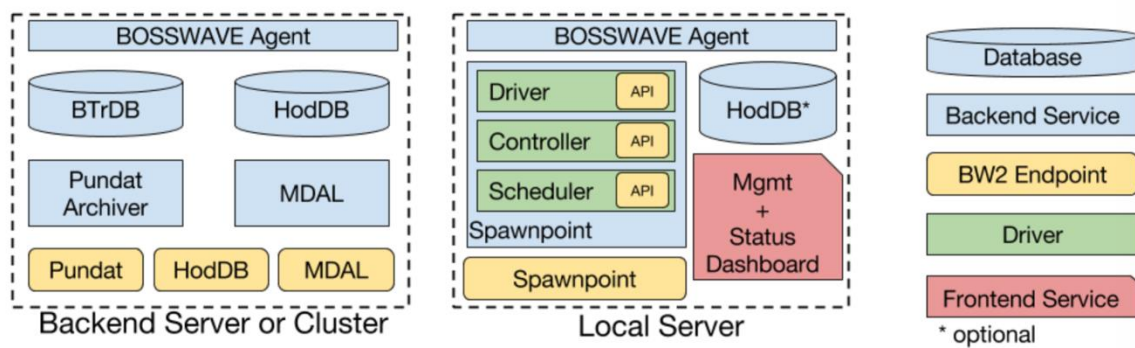 BOSSWAVE Agent
BTrDB
HodDB
Pundat
Archiver
MDAL
Pundat
HodDB
MDAL
Backend Server or Cluster
BOSSWAVE Agent
Driver
API
Controller
API
Scheduler
API
Spawnpoint
HodDB*
Mgmt
+
Status
Dashboard
Spawnpoint
Local Server
Database
Backend Service
BW2 Endpoint
Driver
Frontend Service
* optional